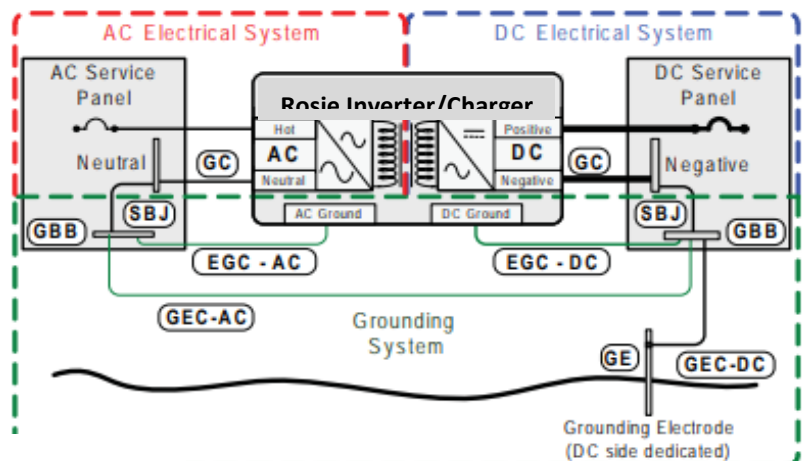 AC Electrical System
DC Electrical System
AC Service
Panel
Rosie Inverter/Charger
DC Service
Panel
Hot
AC
Neutral
Positive
DC
Negative
Neutral
GC
GC
Negative
SBJ
GBB
AC Ground
DC Ground
SBJ
GBB
EGC - AC
EGC - DC
GEC-AC
Grounding
System
GE
GEC-DC
Grounding Electrode
(DC side dedicated)